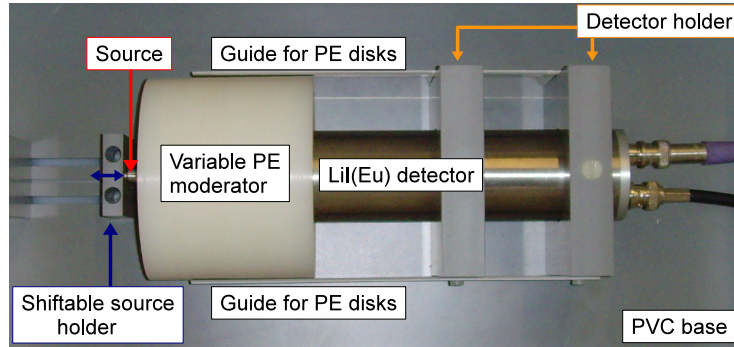 Detector holder
Source
Guide for PE disks
Variable PE
moderator
LiI(Eu) detector
Shiftable source
holder
Guide for PE disks
PVC base